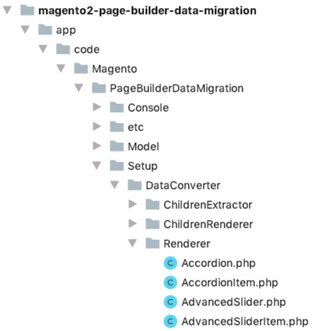 magento2-page-builder-data-migration
app
code
Magento
PageBuilderDataMigration
Console
etc
Model
Setup
DataConverter
ChildrenExtractor
ChildrenRenderer
Renderer
C Accordion.php
C AccordionItem.php
C AdvancedSlider.php
C AdvancedSliderItem.php